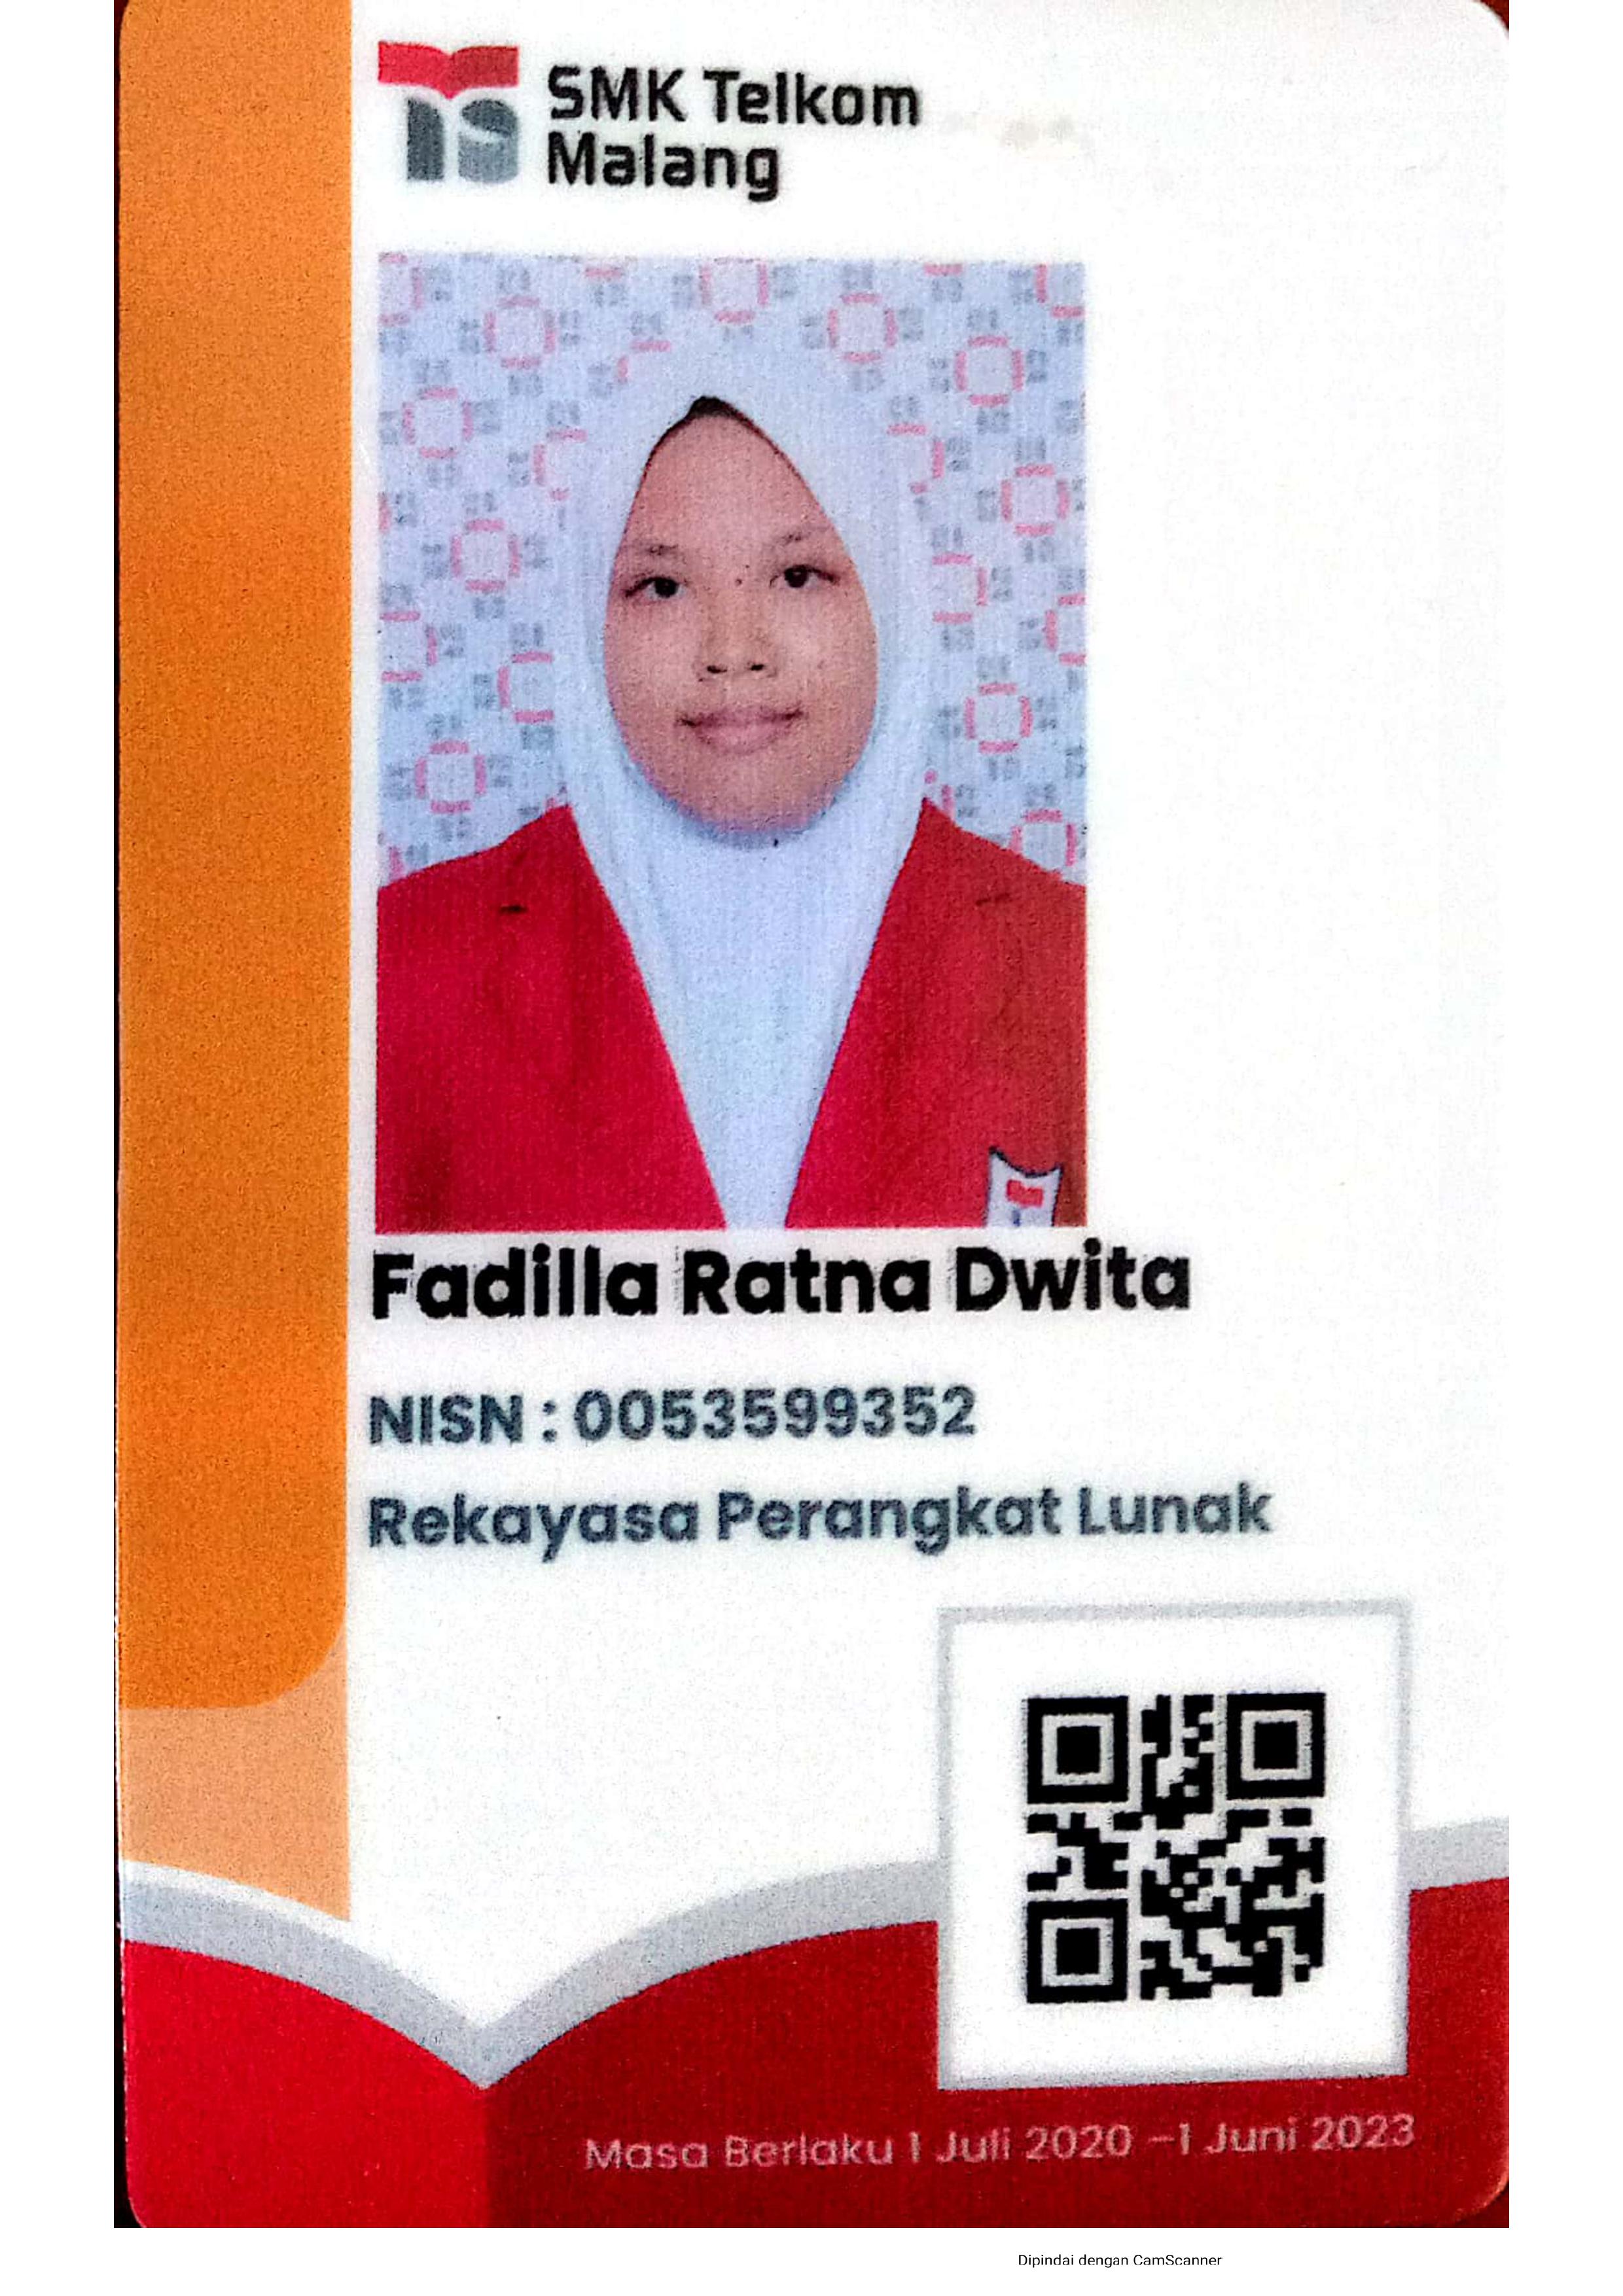 SMK Telkom
Malang
Fadilla Ratna Dwita
NISN : 0053599352
Rekayasa Perangkat Lunak
Masa Berlaku 1 Juli 2020 –1 Juni 2023
Dipindai dengan CamScanner